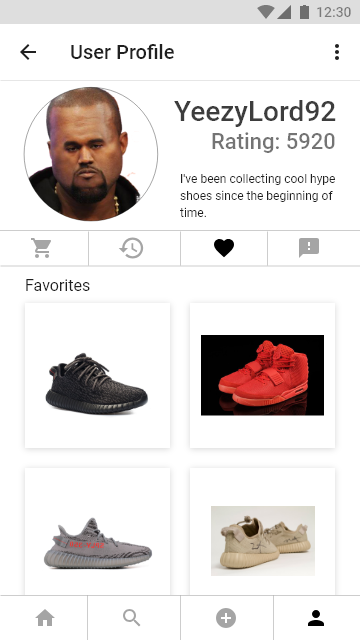 12:30
User Profile
YeezyLord92
Rating: 5920
I've been collecting cool hype
shoes since the beginning of
time.
Favorites